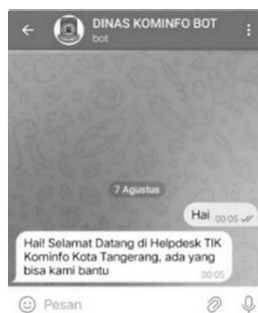 DINAS KOMINFO BOT
bot
7 Agustus
Hai 00:05
Hai! Selamat Datang di Helpdesk TIK
Kominfo Kota Tangerang, ada yang
bisa kami bantu
00:05
Pesan